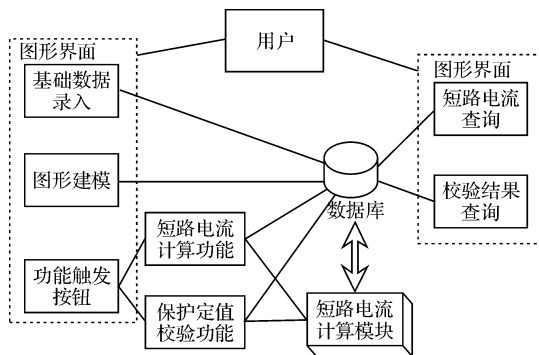 用户
图形界面
基础数据
录入
图形建模
功能触发
按钮
短路电流
计算功能
保护定值
校验功能
数据库
短路电流
计算模块
图形界面
短路电流
查询
校验结果
查询